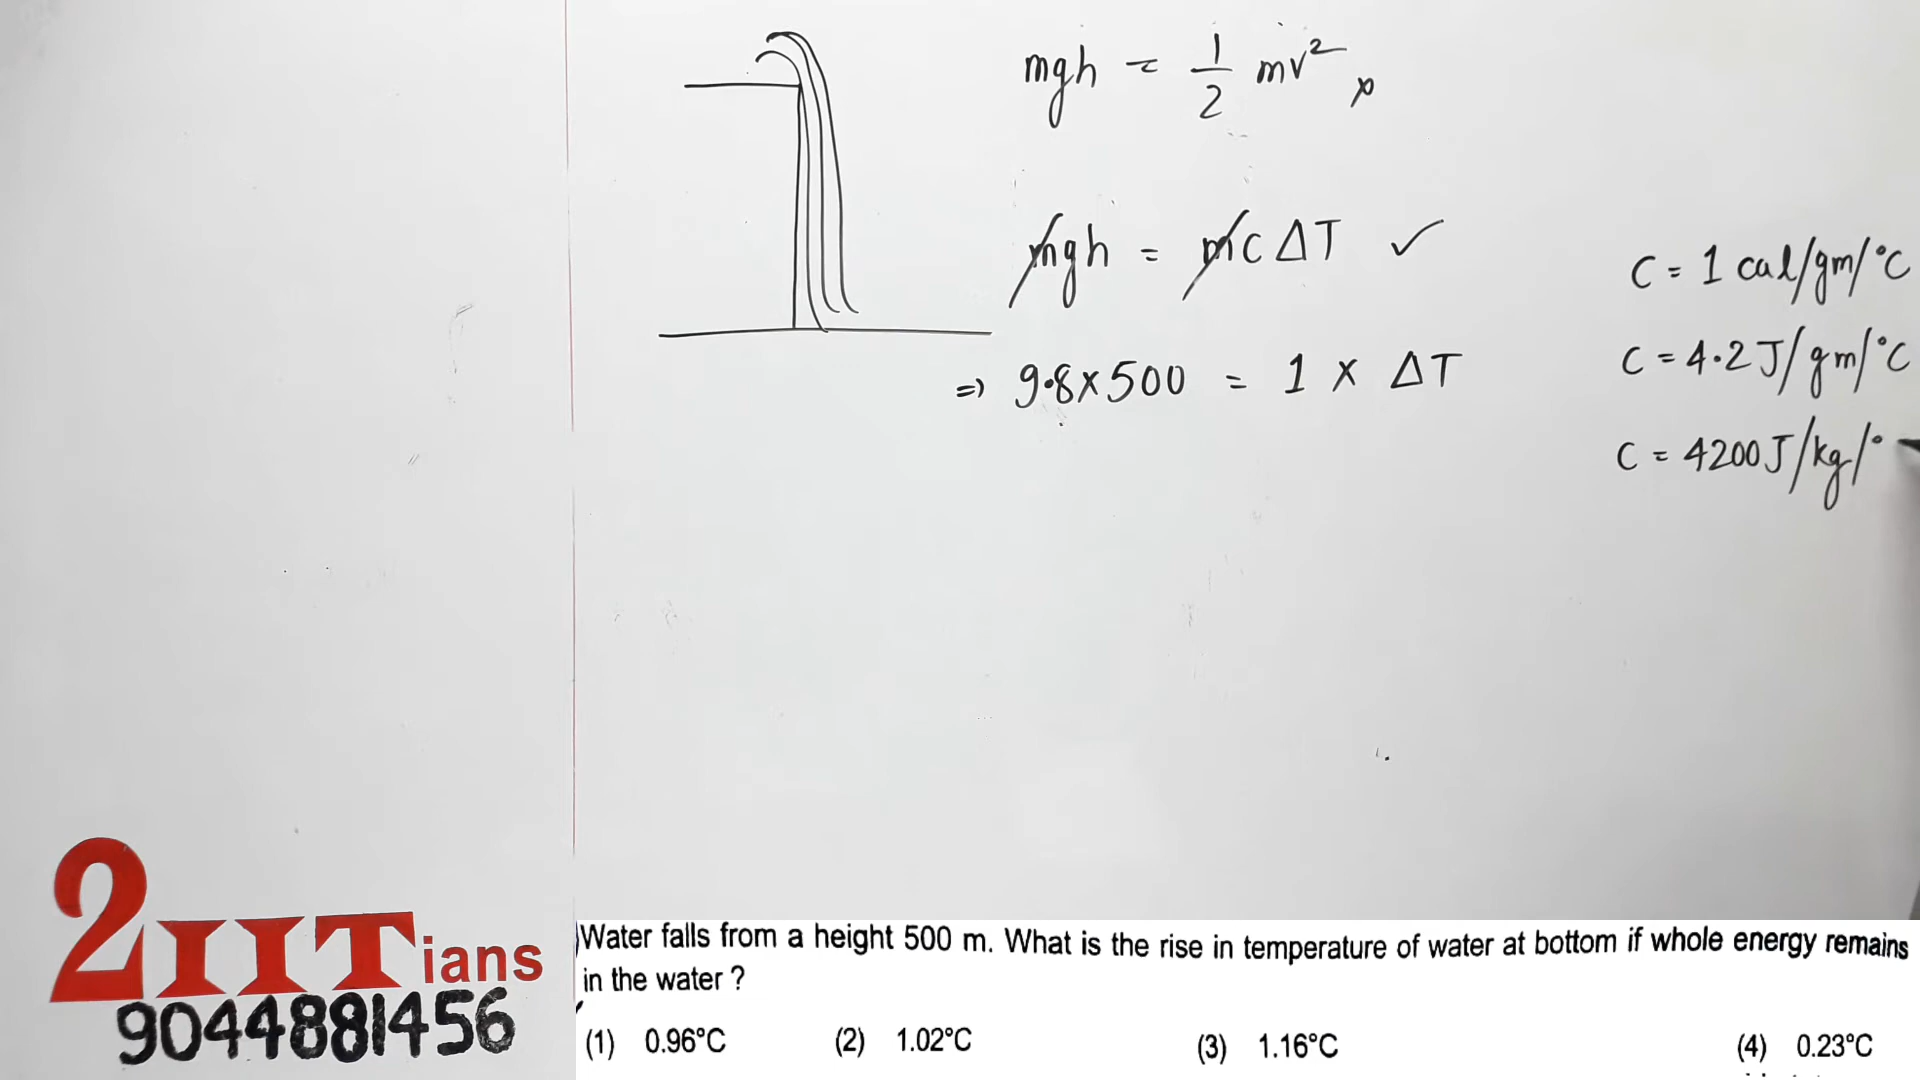 mgh = 1/2 mv² x
mgh = mc ΔT ✓
⇒ 9.8 x 500 = 1 x ΔT
C = 1 cal/gm/°C
C = 4.2 J/gm/°C
C = 4200 J/kg/°
2IITians
9044881456
Water falls from a height 500 m. What is the rise in temperature of water at bottom if whole energy remains
in the water ?
(1) 0.96°C (2) 1.02°C (3) 1.16°C (4) 0.23°C